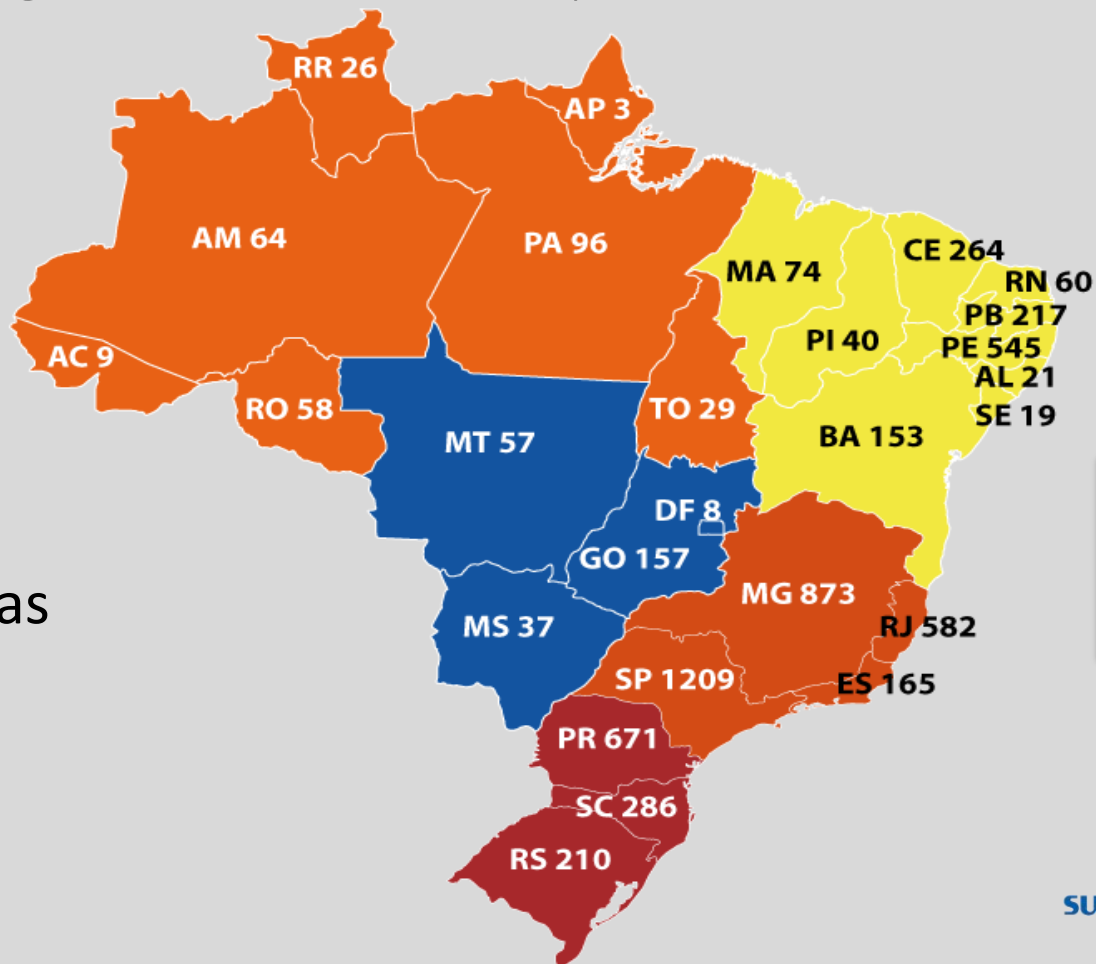 RR 26
AP 3
AM 64
PA 96
MA 74
CE 264
RN 60
PB 217
PI 40
PE 545
AC 9
AL 21
RO 58
TO 29
SE 19
MT 57
BA 153
DF 8
GO 157
MG 873
as
MS 37
RJ 582
SP 1209
ES 165
PR 671
SC 286
RS 210
SU